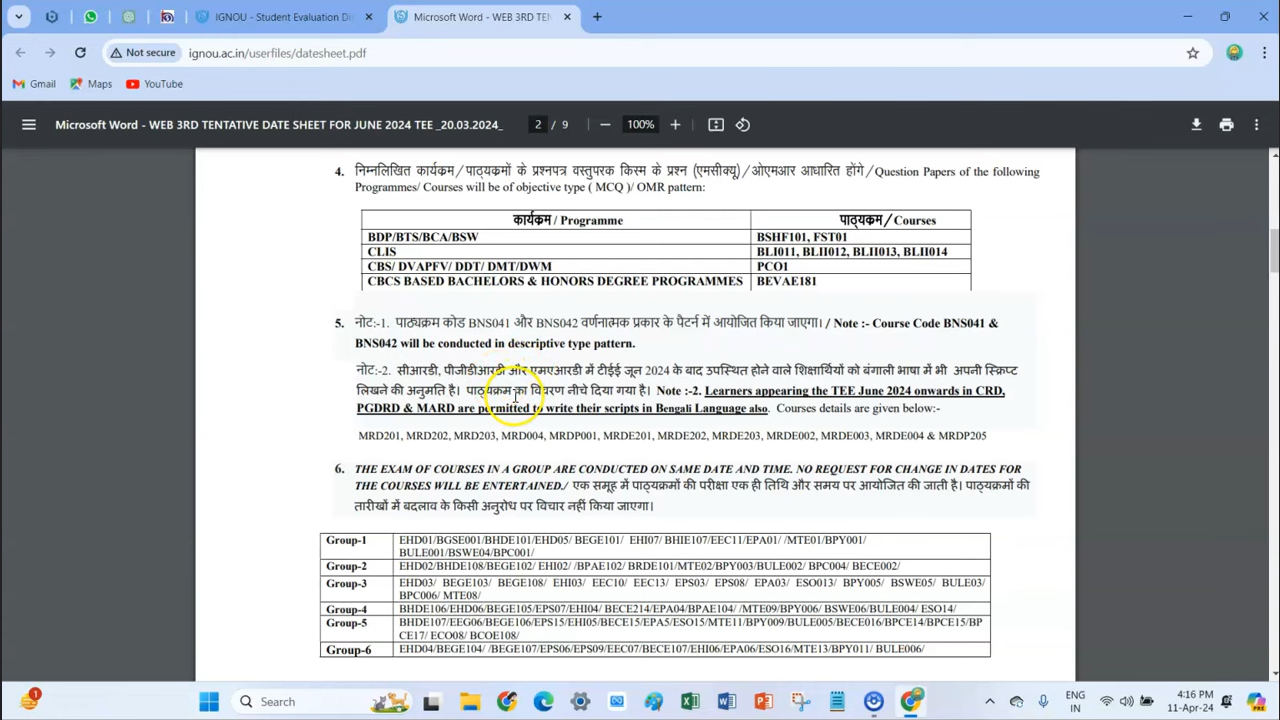 IGNOU - Student Evaluation Di
Microsoft Word - WEB 3RD TEN
Not secure
ignou.ac.in/userfiles/datesheet.pdf
Gmail
Maps
YouTube
Microsoft Word - WEB 3RD TENTATIVE DATE SHEET FOR JUNE 2024 TEE _20.03.2024_
2 / 9
100%
4. निम्नलिखित कार्यक्रम/पाठ्यक्रमों के प्रश्नपत्र वस्तुपरक किस्म के प्रश्न (एमसीक्यू)/ओएमआर आधारित होंगे/Question Papers of the following
Programmes/ Courses will be of objective type ( MCQ )/ OMR pattern:
कार्यक्रम / Programme पाठ्यक्रम/Courses
BDP/BTS/BCA/BSW BSHF101, FST01
CLIS BLI011, BLII012, BLII013, BLII014
CBS/ DVAPFV/ DDT/ DMT/DWM PCO1
CBCS BASED BACHELORS & HONORS DEGREE PROGRAMMES BEVAE181
5. नोट:-1. पाठ्यक्रम कोड BNS041 और BNS042 वर्णनात्मक प्रकार के पैटर्न में आयोजित किया जाएगा। / Note :- Course Code BNS041 &
BNS042 will be conducted in descriptive type pattern.
नोट:-2. सीआरडी, पीजीडीआरडी और एमएआरडी में टीईई जून 2024 के बाद उपस्थित होने वाले शिक्षार्थियों को बंगाली भाषा में भी अपनी स्क्रिप्ट
लिखने की अनुमति है। पाठ्यक्रम का विवरण नीचे दिया गया है। Note :-2. Learners appearing the TEE June 2024 onwards in CRD,
PGDRD & MARD are permitted to write their scripts in Bengali Language also. Courses details are given below:-
MRD201, MRD202, MRD203, MRD004, MRDP001, MRDE201, MRDE202, MRDE203, MRDE002, MRDE003, MRDE004 & MRDP205
6. THE EXAM OF COURSES IN A GROUP ARE CONDUCTED ON SAME DATE AND TIME. NO REQUEST FOR CHANGE IN DATES FOR
THE COURSES WILL BE ENTERTAINED./ एक समूह में पाठ्यक्रमों की परीक्षा एक ही तिथि और समय पर आयोजित की जाती है। पाठ्यक्रमों की
तारीखों में बदलाव के किसी अनुरोध पर विचार नहीं किया जाएगा।
Group-1 EHD01/BGSE001/BHDE101/EHD05/ BEGE101/ EHI07/ BHIE107/EEC11/EPA01/ /MTE01/BPY001/
BULE001/BSWE04/BPC001/
Group-2 EHD02/BHDE108/BEGE102/ EHI02/ /BPAE102/ BRDE101/MTE02/BPY003/BULE002/ BPC004/ BECE002/
Group-3 EHD03/ BEGE103/ BEGE108/ EHI03/ EEC10/ EEC13/ EPS03/ EPS08/ EPA03/ ESO013/ BPY005/ BSWE05/ BULE03/
BPC006/ MTE08/
Group-4 BHDE106/EHD06/BEGE105/EPS07/EHI04/ BECE214/EPA04/BPAE104/ /MTE09/BPY006/ BSWE06/BULE004/ ESO14/
Group-5 BHDE107/EEG06/BEGE106/EPS15/EHI05/BECE15/EPA5/ESO15/MTE11/BPY009/BULE005/BECE016/BPCE14/BPCE15/BP
CE17/ ECO08/ BCOE108/
Group-6 EHD04/BEGE104/ /BEGE107/EPS06/EPS09/EEC07/BECE107/EHI06/EPA06/ESO16/MTE13/BPY011/ BULE006/
1
Search
ENG
IN
4:16 PM
11-Apr-24